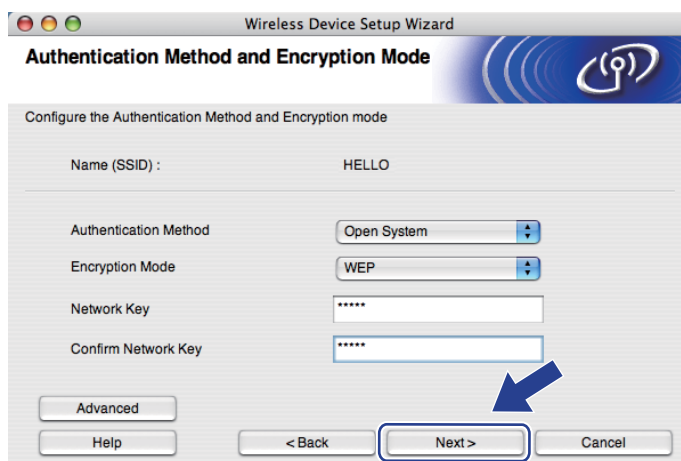 Wireless Device Setup Wizard
Authentication Method and Encryption Mode
Configure the Authentication Method and Encryption mode
Name (SSID) : HELLO
Authentication Method Open System
Encryption Mode WEP
Network Key *****
Confirm Network Key *****
Advanced
Help < Back Next > Cancel